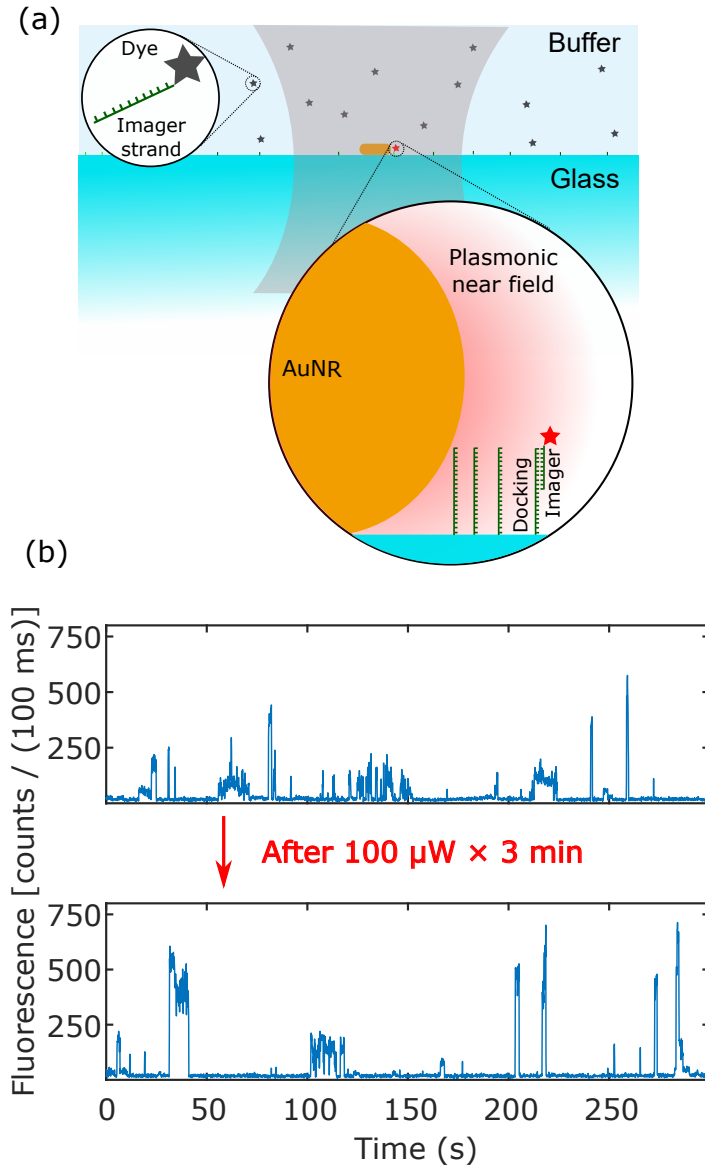 (a)
Dye
Imager
strand
Buffer
Glass
Plasmonic
near field
AuNR
Docking
Imager
(b)
Fluorescence [counts / (100 ms)]
750
500
250
After 100 µW × 3 min
750
500
250
0
50
100
150
200
250
Time (s)